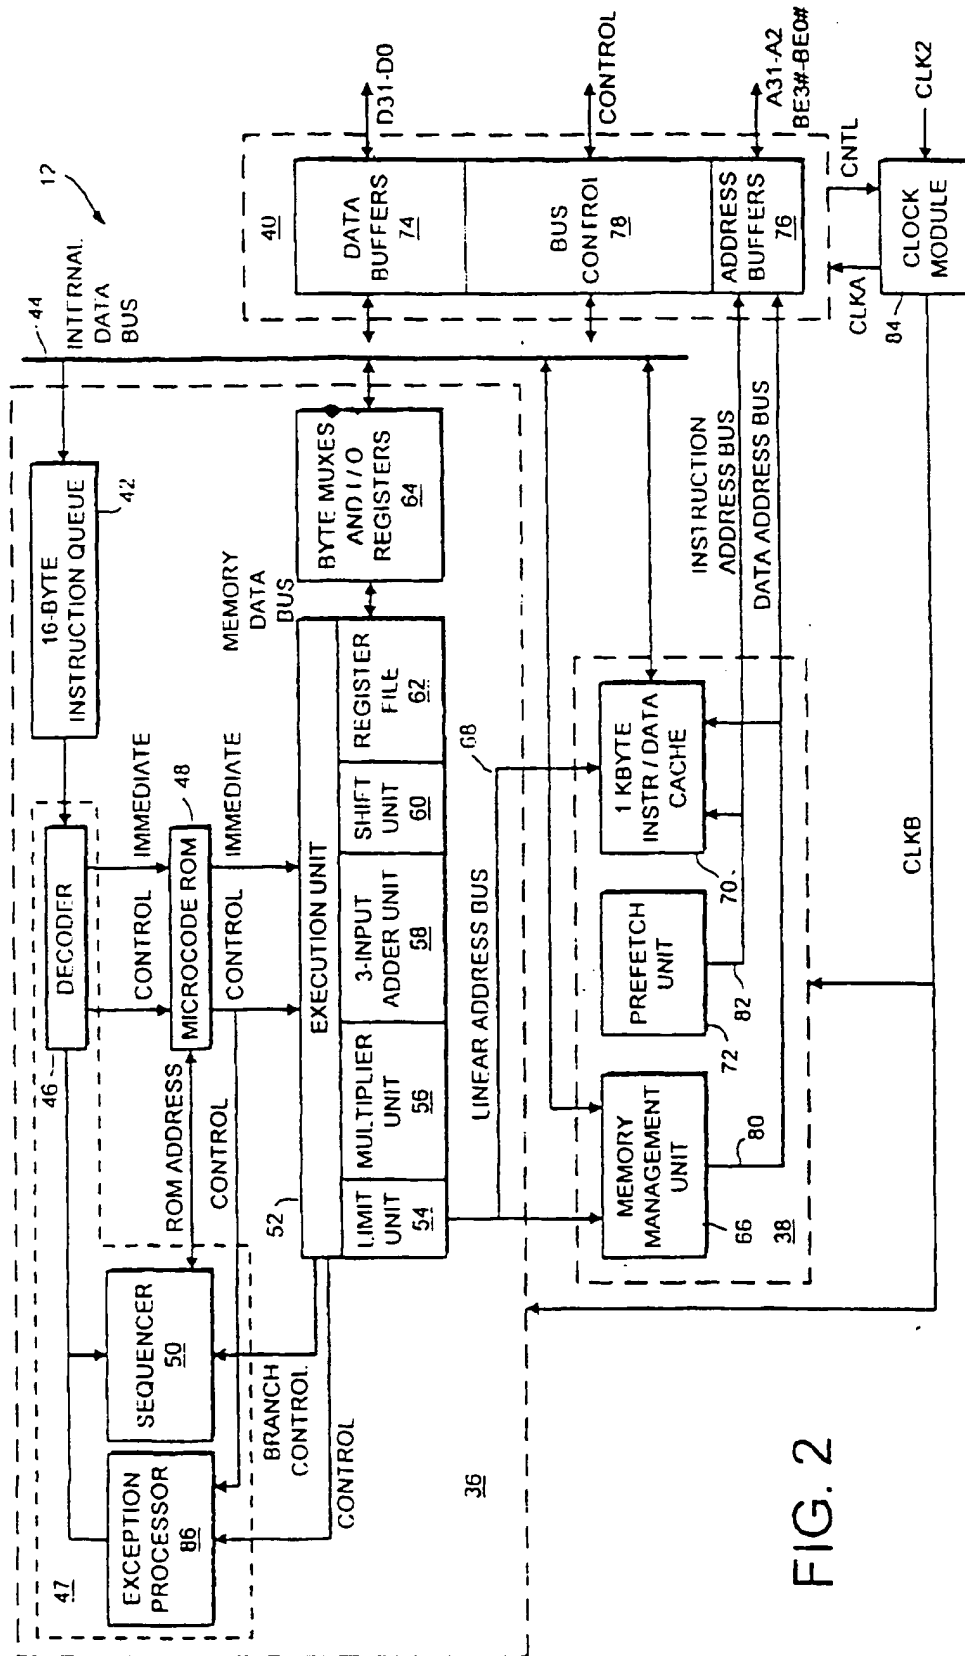 12
44
INTERNAL
DATA
BUS
16-BYTE
INSTRUCTION QUEUE
42
DECODER
46
IMMEDIATE
CONTROL
MICROCODE ROM
48
IMMEDIATE
CONTROL
ROM ADDRESS
CONTROL
SEQUENCER
50
EXCEPTION
PROCESSOR
86
47
BRANCH
CONTROL
CONTROL
36
MEMORY
DATA
BUS
BYTE MUXES
AND I/O
REGISTERS
64
52
EXECUTION UNIT
LIMIT
UNIT
54
MULTIPLIER
UNIT
56
3-INPUT
ADDER UNIT
58
SHIFT
UNIT
60
REGISTER
FILE
62
LINEAR ADDRESS BUS
68
MEMORY
MANAGEMENT
UNIT
66
80
38
PREFETCH
UNIT
72
82
1 KBYTE
INSTR / DATA
CACHE
70
INSTRUCTION
ADDRESS BUS
DATA ADDRESS BUS
40
DATA
BUFFERS
74
BUS
CONTROL
78
ADDRESS
BUFFERS
76
D31-D0
CONTROL
A31-A2
BE3#-BE0#
CLKA
CNTL
CLOCK
MODULE
84
CLK2
CLKB
FIG. 2